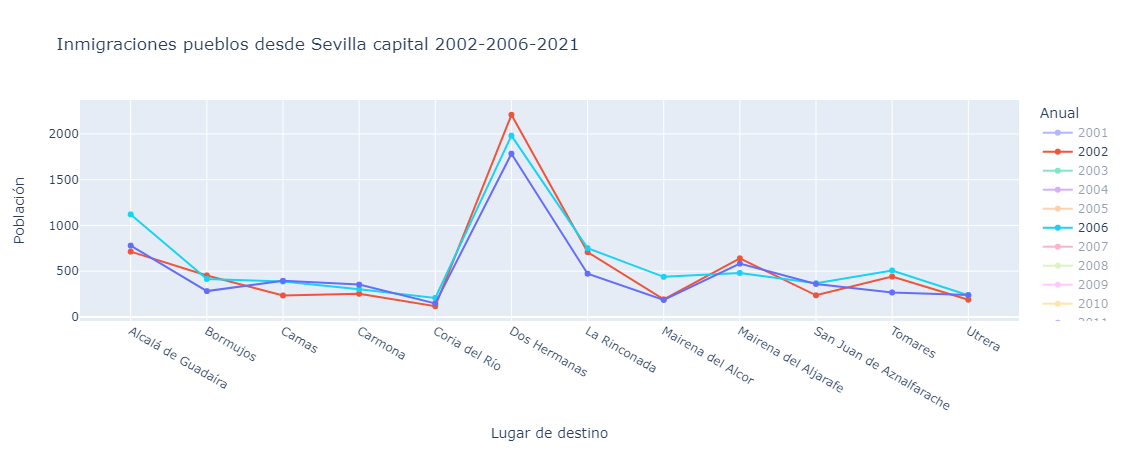 Inmigraciones pueblos desde Sevilla capital 2002-2006-2021
Anual
2001
2002
2003
2004
2005
2006
2007
2008
2009
2010
2011
Población
2000
1500
1000
500
0
Alcalá de Guadaíra
Bormujos
Camas
Carmona
Coria del Río
Dos Hermanas
La Rinconada
Mairena del Alcor
Mairena del Aljarafe
San Juan de Aznalfarache
Tomares
Utrera
Lugar de destino